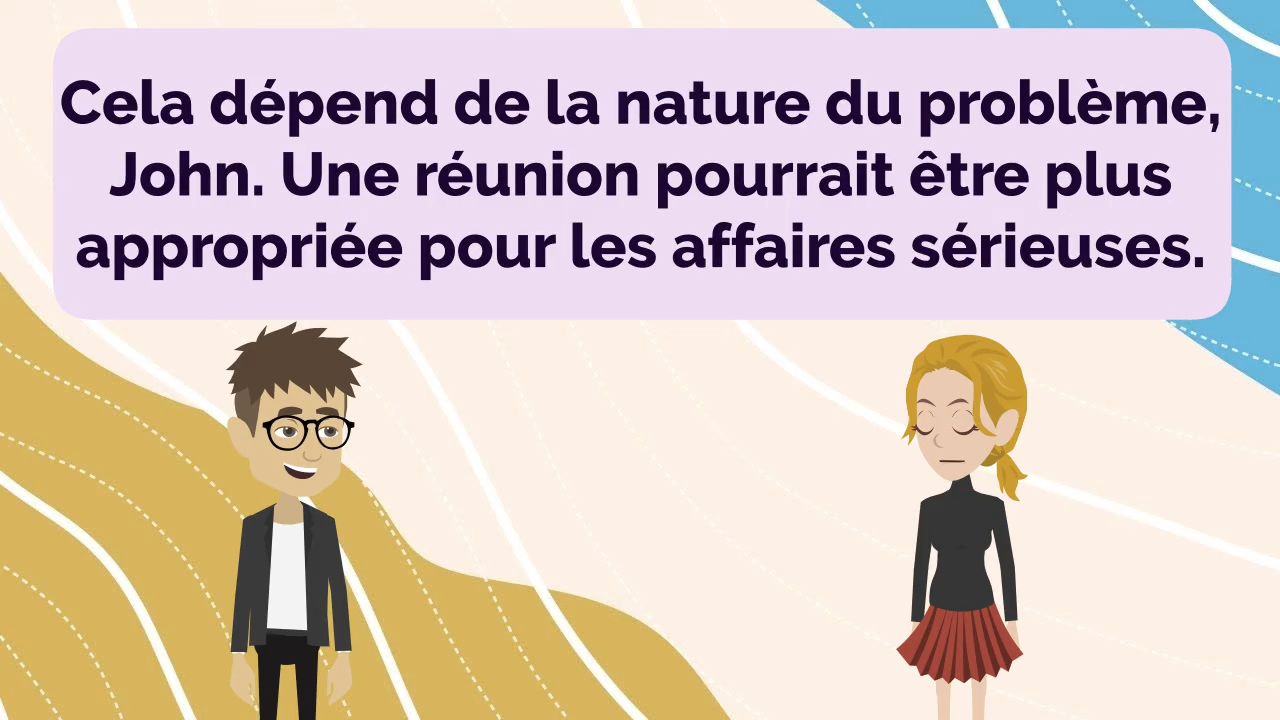 Cela dépend de la nature du problème,
John. Une réunion pourrait être plus
appropriée pour les affaires sérieuses.